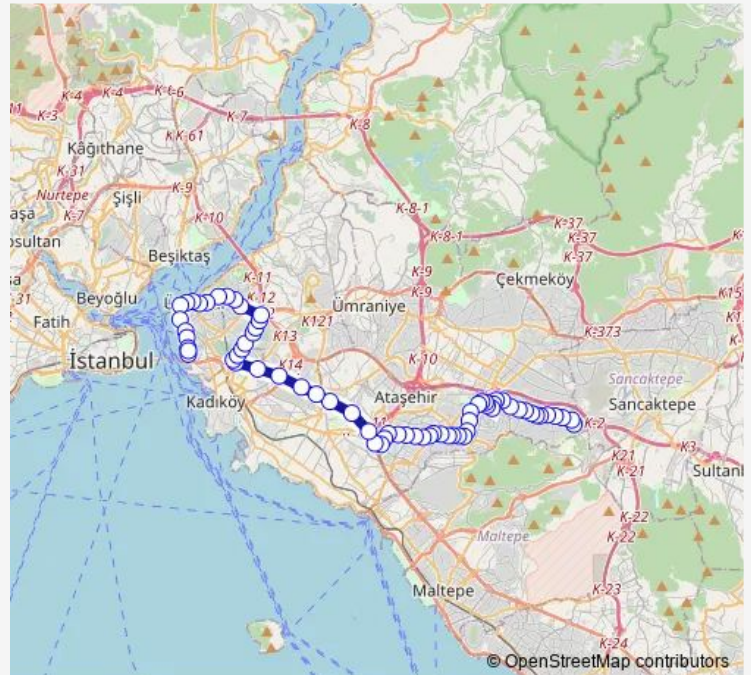 K-4
K-4
K-6
K-3
K-7
K-8
Kâğıthane
K-61
K-31
Nurtepe
K-7
Şişli
K-9
K-10
K-8-1
K-8-1
K-37
K-37
K-37
Beşiktaş
K-11
K-9
K-9
Çekmeköy
Beyoğlu
K-12
Ümraniye
K15
Fatih
K13
K121
K-373
İstanbul
K14
K-10
Sancaktepe
Kadıköy
Ataşehir
Sancaktepe
K-2
K3
K21
K-21
K-22
K-22
Maltepe
Maltepe
K-23
K-24
© OpenStreetMap contributors